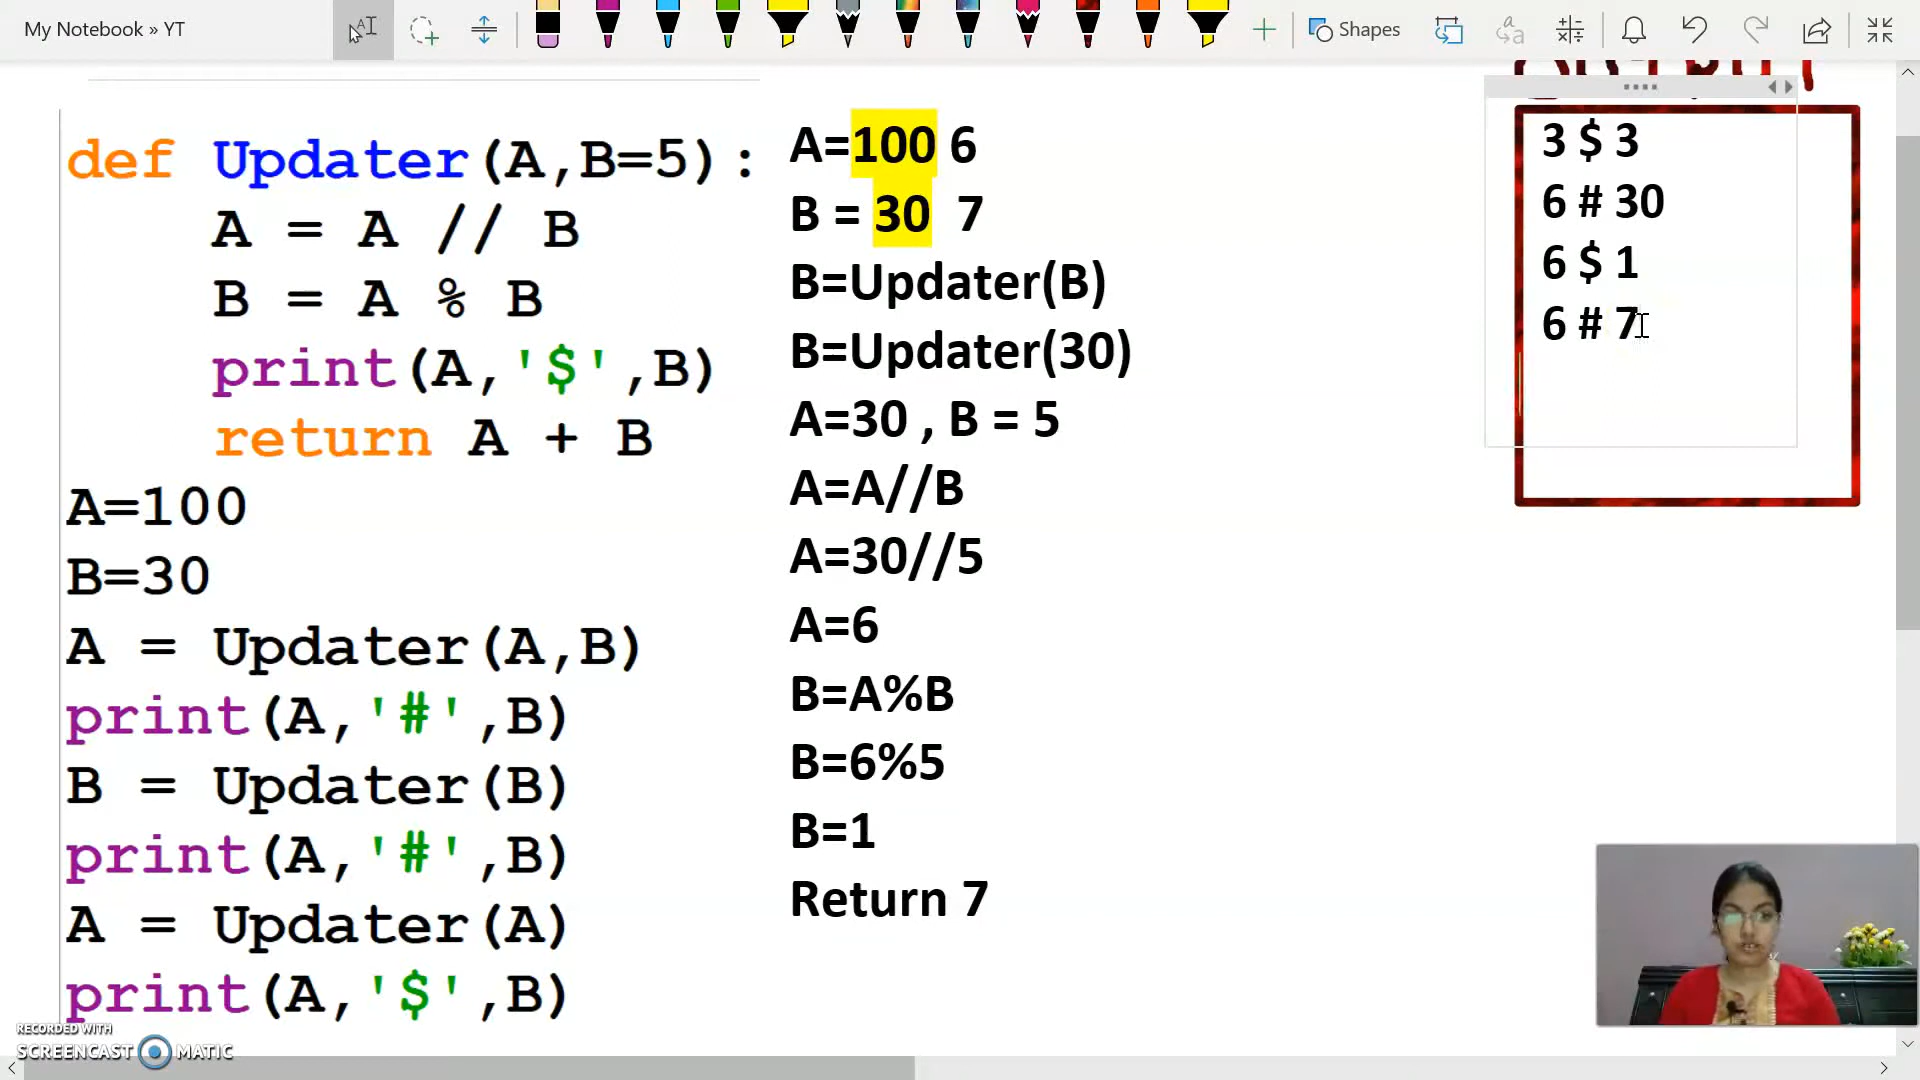 My Notebook » YT
Shapes
def Updater(A,B=5):
A = A // B
B = A % B
print(A,'$',B)
return A + B
A=100
B=30
A = Updater(A,B)
print(A,'#',B)
B = Updater(B)
print(A,'#',B)
A = Updater(A)
print(A,'$',B)
A=100 6
B = 30 7
B=Updater(B)
B=Updater(30)
A=30 , B = 5
A=A//B
A=30//5
A=6
B=A%B
B=6%5
B=1
Return 7
3 $ 3
6 # 30
6 $ 1
6 # 7
RECORDED WITH
SCREENCAST MATIC